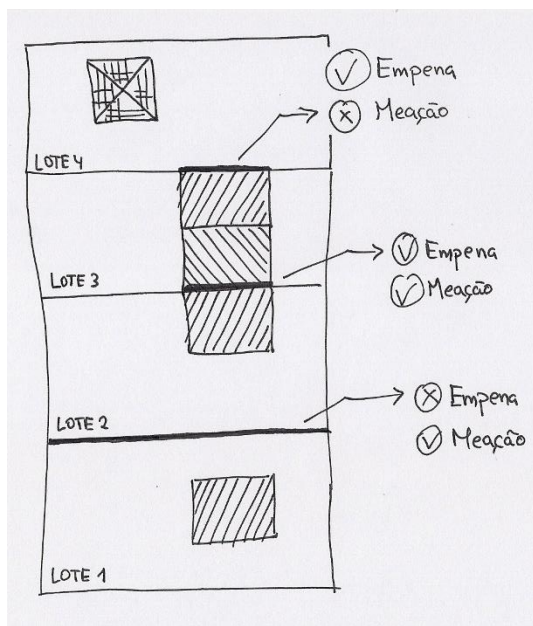 Empena
Meação
LOTE 4
Empena
Meação
LOTE 3
Empena
Meação
LOTE 2
LOTE 1